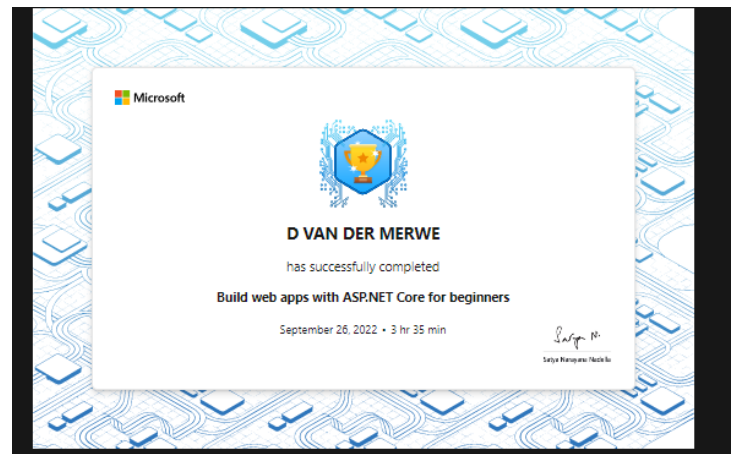 Microsoft
D VAN DER MERWE
has successfully completed
Build web apps with ASP.NET Core for beginners
September 26, 2022 • 3 hr 35 min
Satya N.
Satya Narayana Nadella